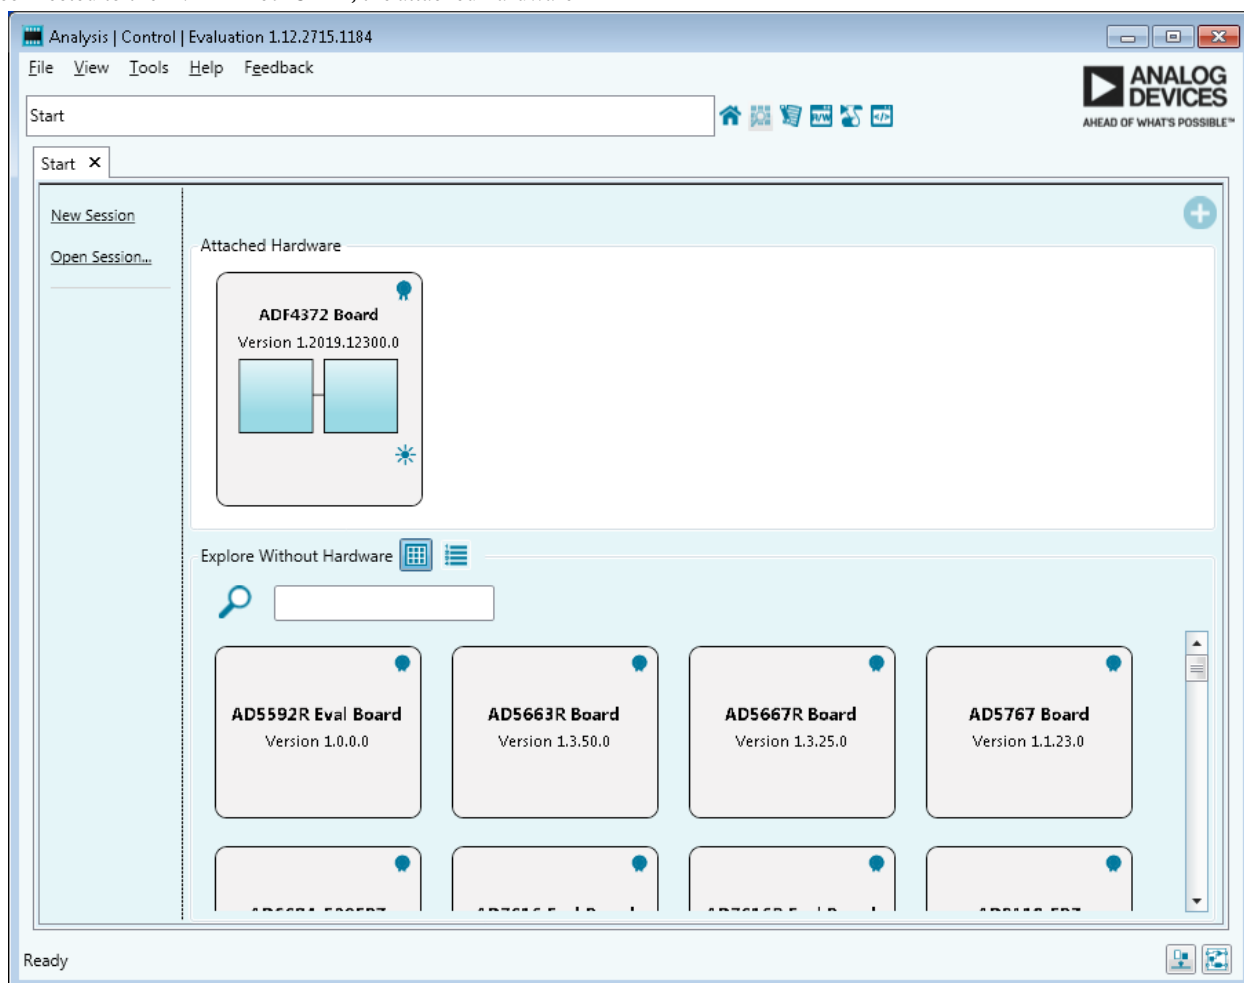 Analysis | Control | Evaluation 1.12.2715.1184
File View Tools Help Feedback
ANALOG
DEVICES
AHEAD OF WHAT'S POSSIBLE™
Start
R/W
</>
Start
New Session
Open Session...
Attached Hardware
ADF4372 Board
Version 1.2019.12300.0
Explore Without Hardware
AD5592R Eval Board
Version 1.0.0.0
AD5663R Board
Version 1.3.50.0
AD5667R Board
Version 1.3.25.0
AD5767 Board
Version 1.1.23.0
Ready